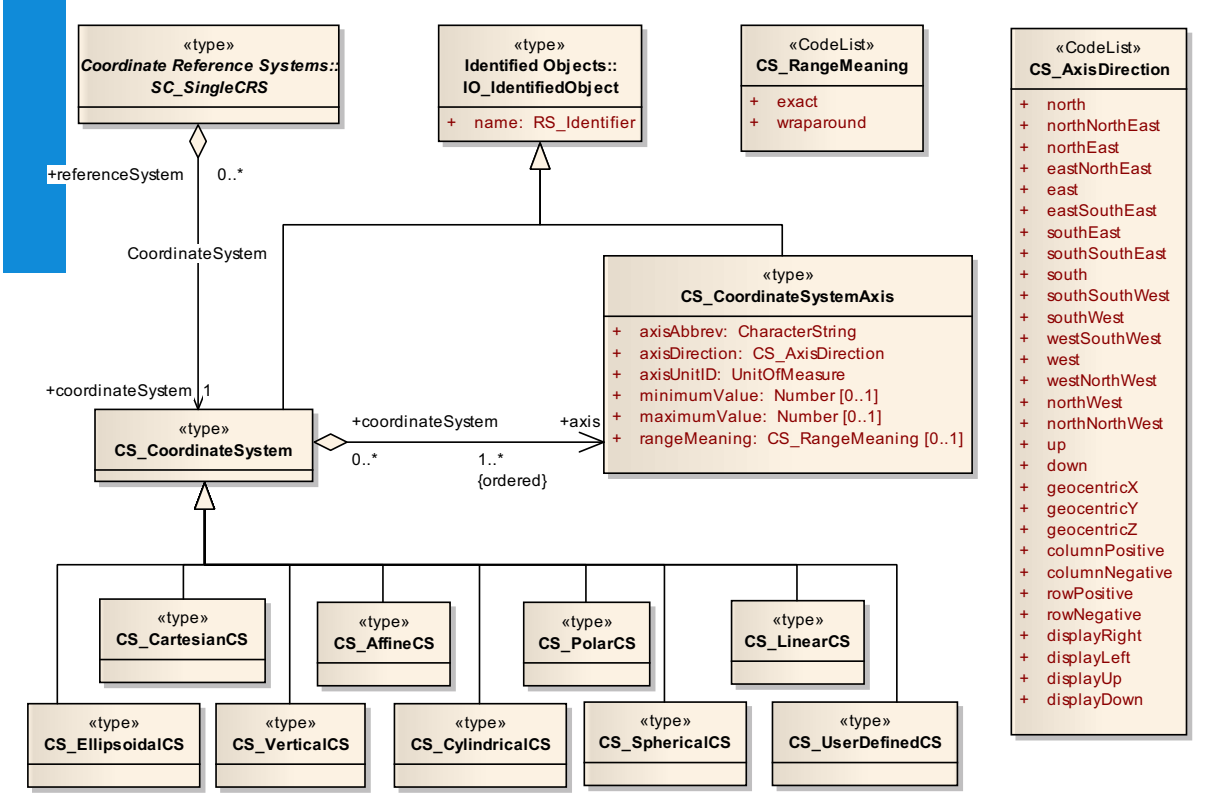 «type»
Coordinate Reference Systems::
SC_SingleCRS
«type»
Identified Objects::
IO_IdentifiedObject
+ name: RS_Identifier
«CodeList»
CS_RangeMeaning
+ exact
+ wraparound
«CodeList»
CS_AxisDirection
+ north
+ northNorthEast
+ northEast
+ eastNorthEast
+ east
+ eastSouthEast
+ southEast
+ southSouthEast
+ south
+ southSouthWest
+ southWest
+ westSouthWest
+ west
+ westNorthWest
+ northWest
+ northNorthWest
+ up
+ down
+ geocentricX
+ geocentricY
+ geocentricZ
+ columnPositive
+ columnNegative
+ rowPositive
+ rowNegative
+ displayRight
+ displayLeft
+ displayUp
+ displayDown
+referenceSystem 0..*
CoordinateSystem
+coordinateSystem 1
«type»
CS_CoordinateSystemAxis
+ axisAbbrev: CharacterString
+ axisDirection: CS_AxisDirection
+ axisUnitID: UnitOfMeasure
+ minimumValue: Number [0..1]
+ maximumValue: Number [0..1]
+ rangeMeaning: CS_RangeMeaning [0..1]
«type»
CS_CoordinateSystem
+coordinateSystem +axis
0..* 1..*
{ordered}
«type»
CS_CartesianCS
«type»
CS_AffineCS
«type»
CS_PolarCS
«type»
CS_LinearCS
«type»
CS_EllipsoidalCS
«type»
CS_VerticalCS
«type»
CS_CylindricalCS
«type»
CS_SphericalCS
«type»
CS_UserDefinedCS